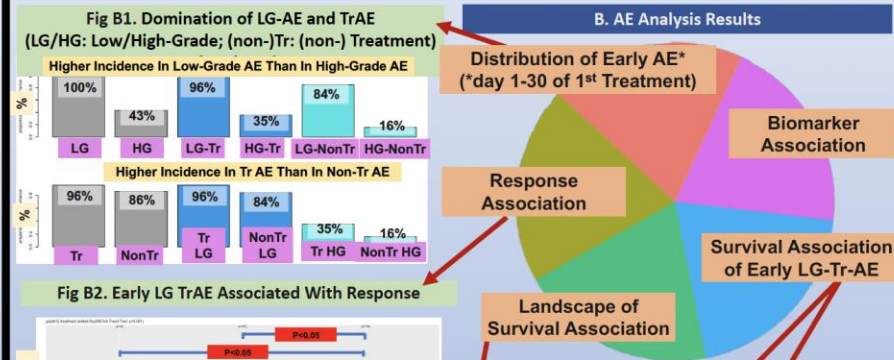 Fig B1. Domination of LG-AE and TrAE
(LG/HG: Low/High-Grade; (non-)Tr: (non-) Treatment)
Higher Incidence In Low-Grade AE Than In High-Grade AE
%
100%
43%
96%
35%
84%
16%
LG
HG
LG-Tr
HG-Tr
LG-NonTr
HG-NonTr
Higher Incidence In Tr AE Than In Non-Tr AE
%
96%
86%
96%
84%
35%
16%
Tr
NonTr
Tr
LG
NonTr
LG
Tr HG
NonTr HG
Fig B2. Early LG TrAE Associated With Response
P<0.05
P<0.05
B. AE Analysis Results
Distribution of Early AE*
(*day 1-30 of 1st Treatment)
Biomarker
Association
Response
Association
Survival Association
of Early LG-Tr-AE
Landscape of
Survival Association